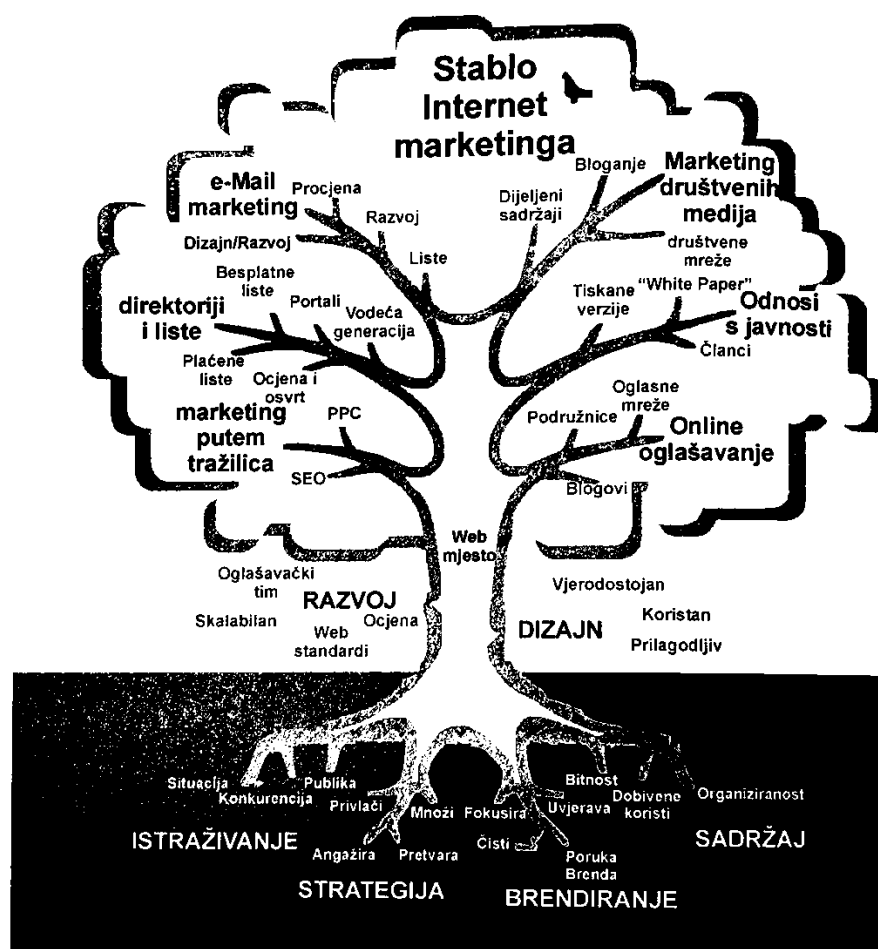 Stablo
Internet
marketinga
e-Mail
marketing
Procjena
Razvoj
Dizajn/Razvoj
Liste
Bloganje
Dijeljeni
sadržaji
Marketing
društvenih
medija
društvene
mreže
direktoriji
i liste
Besplatne
liste
Portali
Vodeća
generacija
Plaćene
liste
Ocjena i
osvrt
Tiskane
verzije
"White Paper"
Odnosi
s javnosti
Članci
marketing
putem
tražilica
PPC
SEO
Podružnice
Oglasne
mreže
Online
oglašavanje
Blogovi
Web
mjesto
Oglašavački
tim
RAZVOJ
Skalabilan
Ocjena
Web
standardi
Vjerodostojan
DIZAJN
Koristan
Prilagodljiv
Situacija
Konkurencija
Publika
ISTRAŽIVANJE
Privlači
Množi
Angažira
Pretvara
STRATEGIJA
Fokusira
Uvjerava
Čisti
Poruka
Brenda
BRENDIRANJE
Bitnost
Dobivene
koristi
Organiziranost
SADRŽAJ